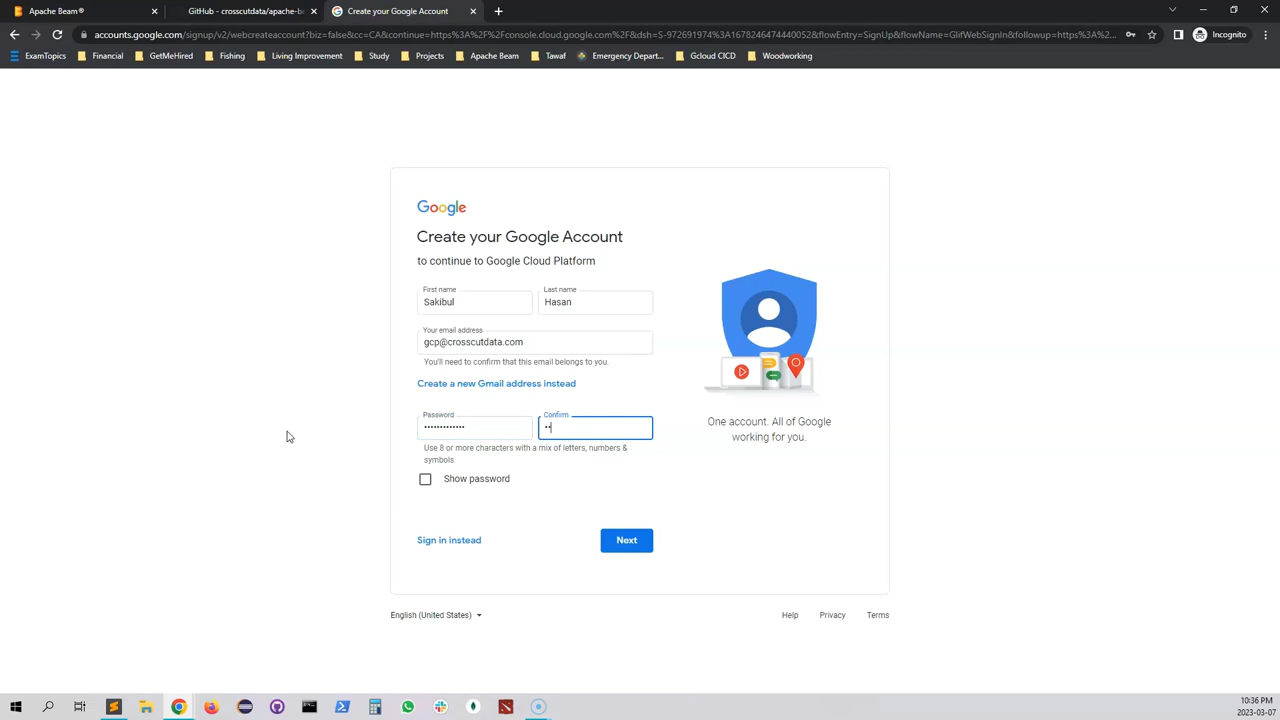 Apache Beam ®
GitHub - crosscutdata/apache-b
Create your Google Account
accounts.google.com/signup/v2/webcreateaccount?biz=false&cc=CA&continue=https%3A%2F%2Fconsole.cloud.google.com%2F&dsh=S-972691974%3A1678246474440052&flowEntry=SignUp&flowName=GlifWebSignIn&followup=https%3A%2...
Incognito
ExamTopics
Financial
GetMeHired
Fishing
Living Improvement
Study
Projects
Apache Beam
Tawaf
Emergency Depart...
Gcloud CICD
Woodworking
Google
Create your Google Account
to continue to Google Cloud Platform
First name
Last name
Sakibul
Hasan
Your email address
gcp@crosscutdata.com
You'll need to confirm that this email belongs to you.
Create a new Gmail address instead
Password
Confirm
Use 8 or more characters with a mix of letters, numbers &
symbols
Show password
Sign in instead
Next
One account. All of Google
working for you.
English (United States)
Help
Privacy
Terms
10:36 PM
2023-03-07